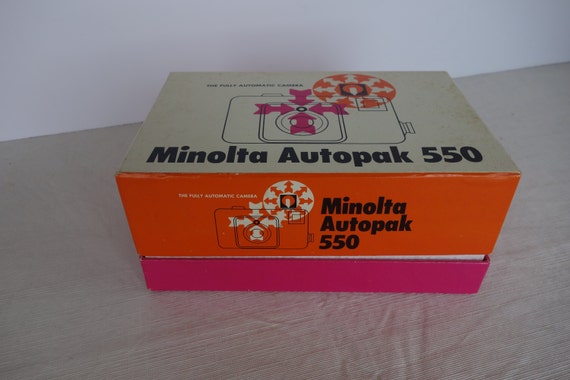 THE FULLY AUTOMATIC CAMERA
Minolta Autopak 550
THE FULLY AUTOMATIC CAMERA
Minolta
Autopak
550